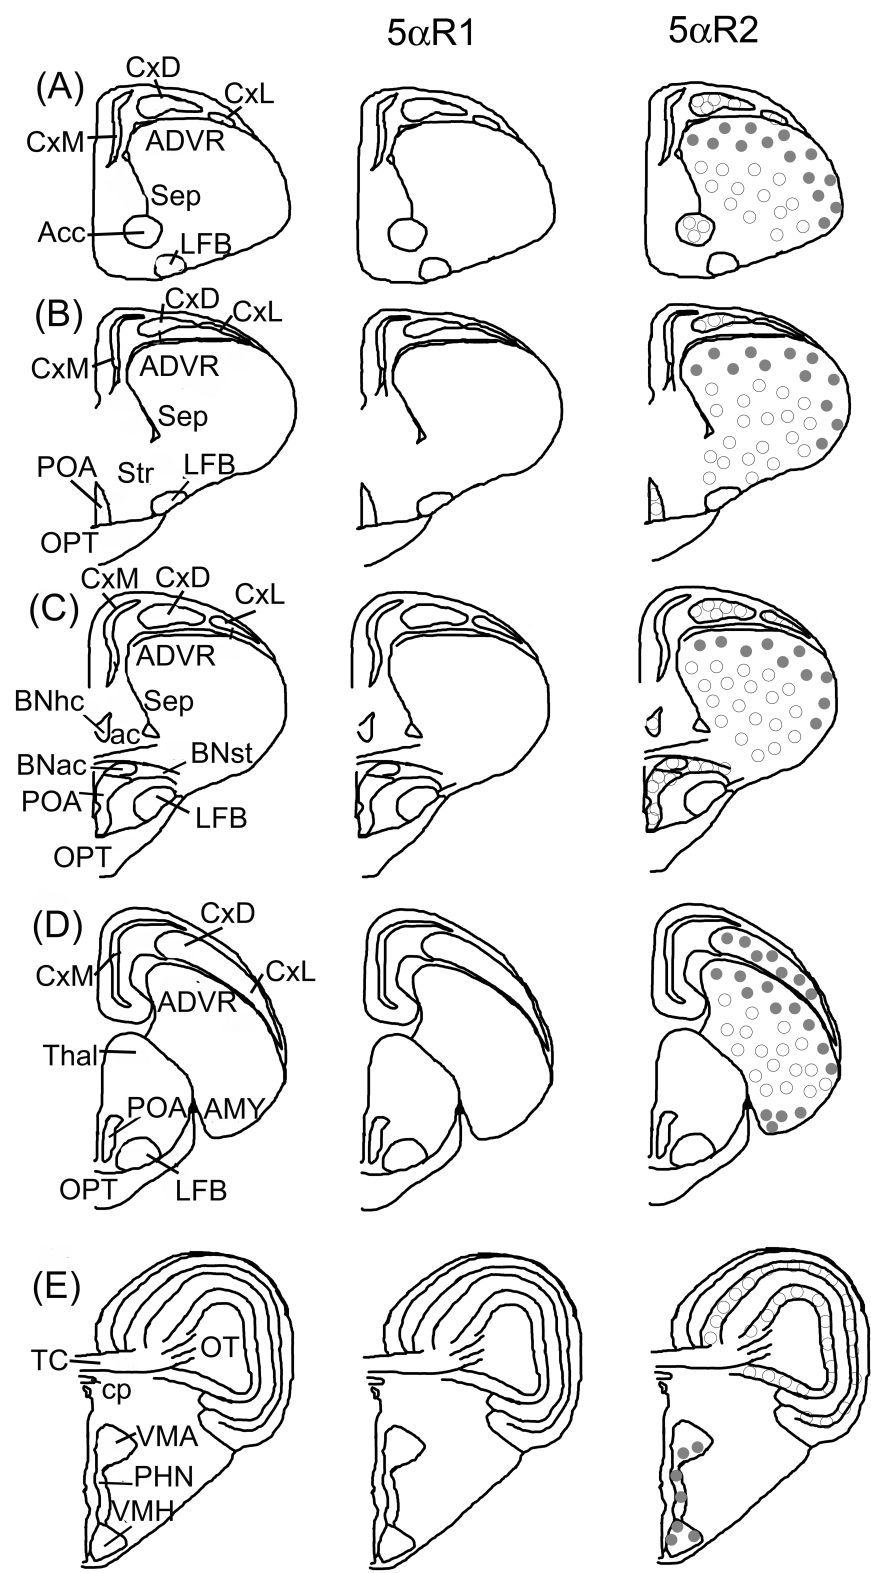 5αR1 5αR2
(A) CxD
CxL
CxM ADVR
Sep
Acc LFB
(B) CxD
CxL
CxM ADVR
Sep
POA Str LFB
OPT
(C) CxM CxD
CxL
ADVR
BNhc Sep
ac
BNac BNst
POA LFB
OPT
(D) CxD
CxM CxL
ADVR
Thal
POA AMY
OPT LFB
(E)
TC OT
cp
VMA
PHN
VMH